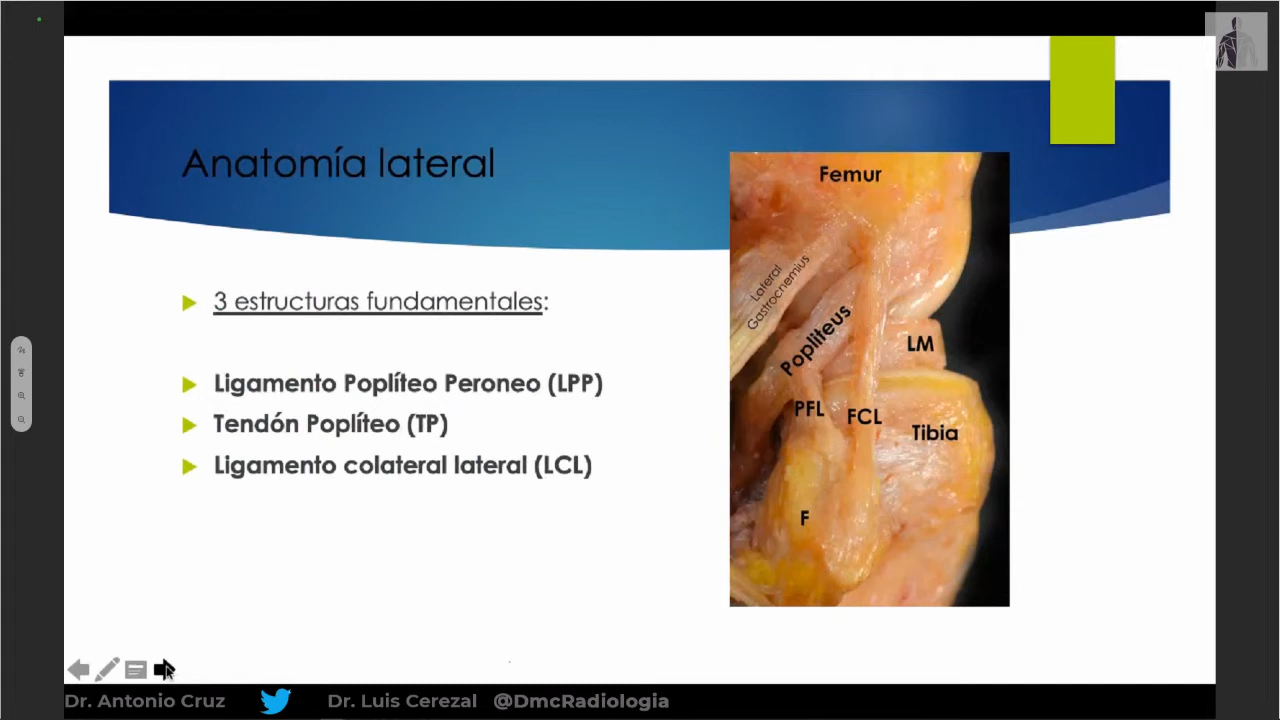 Anatomía lateral
3 estructuras fundamentales:
Ligamento Poplíteo Peroneo (LPP)
Tendón Poplíteo (TP)
Ligamento colateral lateral (LCL)
Femur
Lateral
Gastrocnemius
Popliteus
LM
PFL
FCL
Tibia
F
Dr. Antonio Cruz
Dr. Luis Cerezal @DmcRadiologia